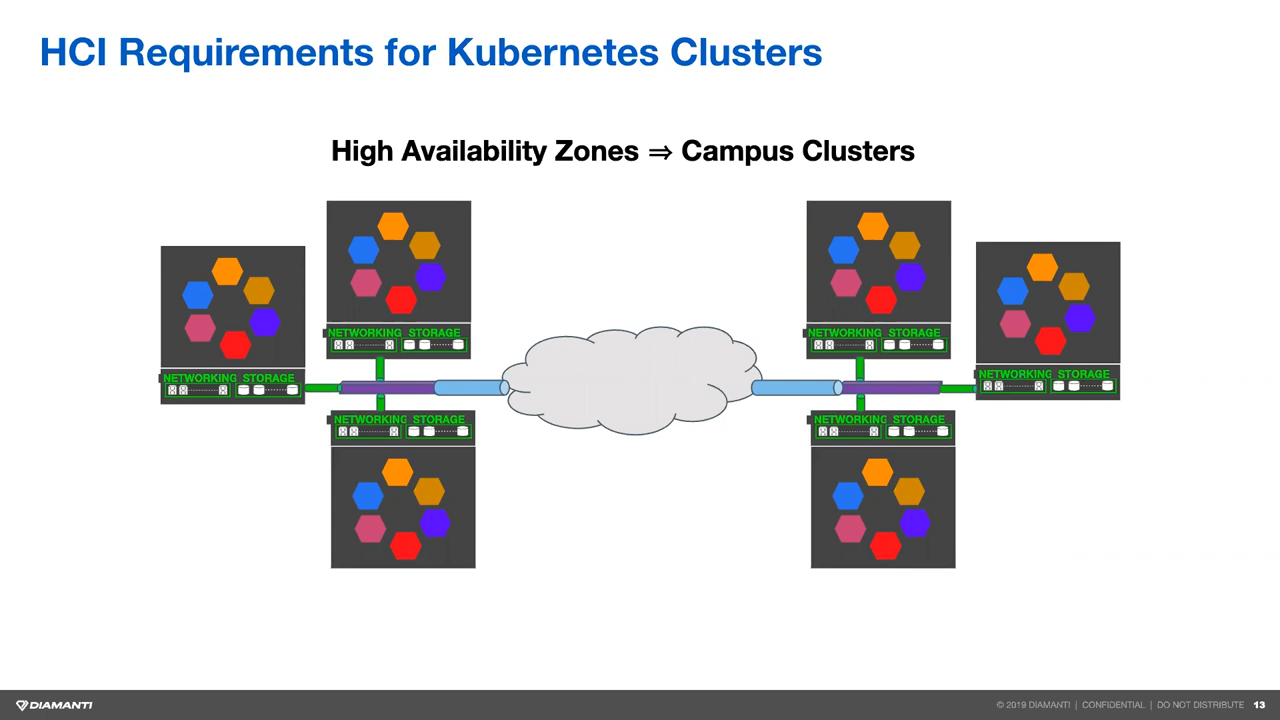 HCI Requirements for Kubernetes Clusters
High Availability Zones ⇒ Campus Clusters
NETWORKING STORAGE
NETWORKING STORAGE
NETWORKING STORAGE
NETWORKING STORAGE
NETWORKING STORAGE
NETWORKING STORAGE
DIAMANTI
© 2019 DIAMANTI | CONFIDENTIAL | DO NOT DISTRIBUTE 13